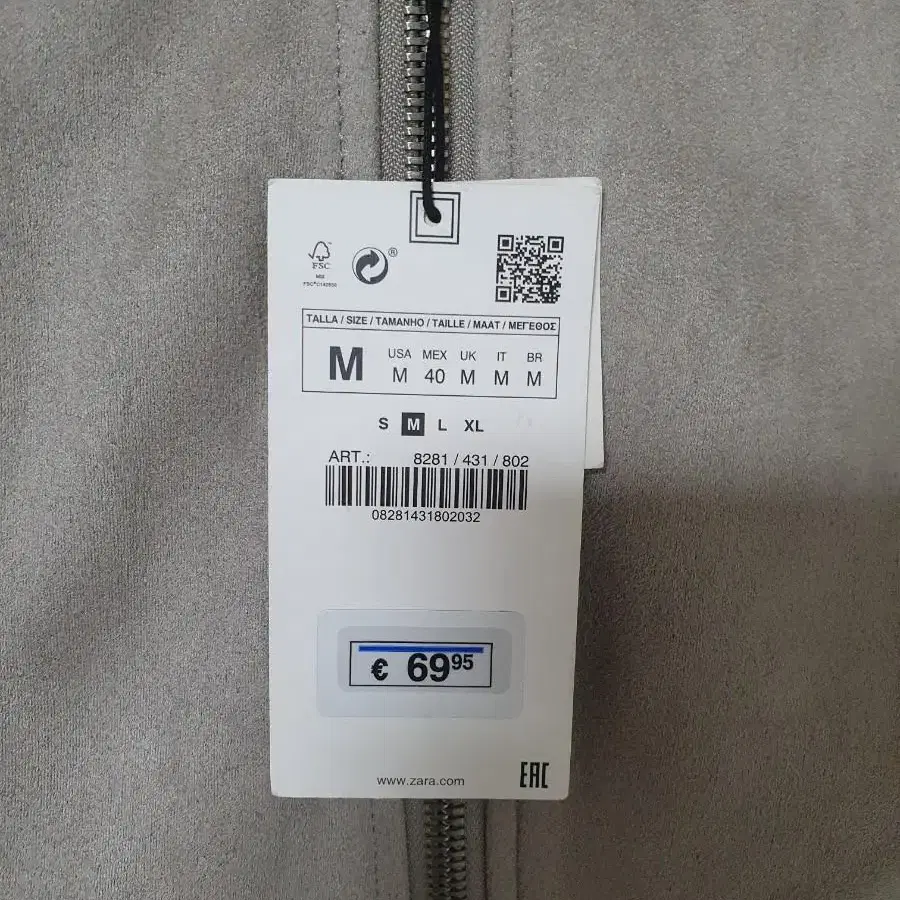 ®
FSC
MIX
TALLA / SIZE / TAMANHO / TAILLE / MAAT / ΜΕΓΕΘΟΣ
M
USA MEX UK IT BR
M 40 M M M
S M L XL
ART.: 8281 / 431 / 802
08281431802032
€ 69⁹⁵
www.zara.com
EAC